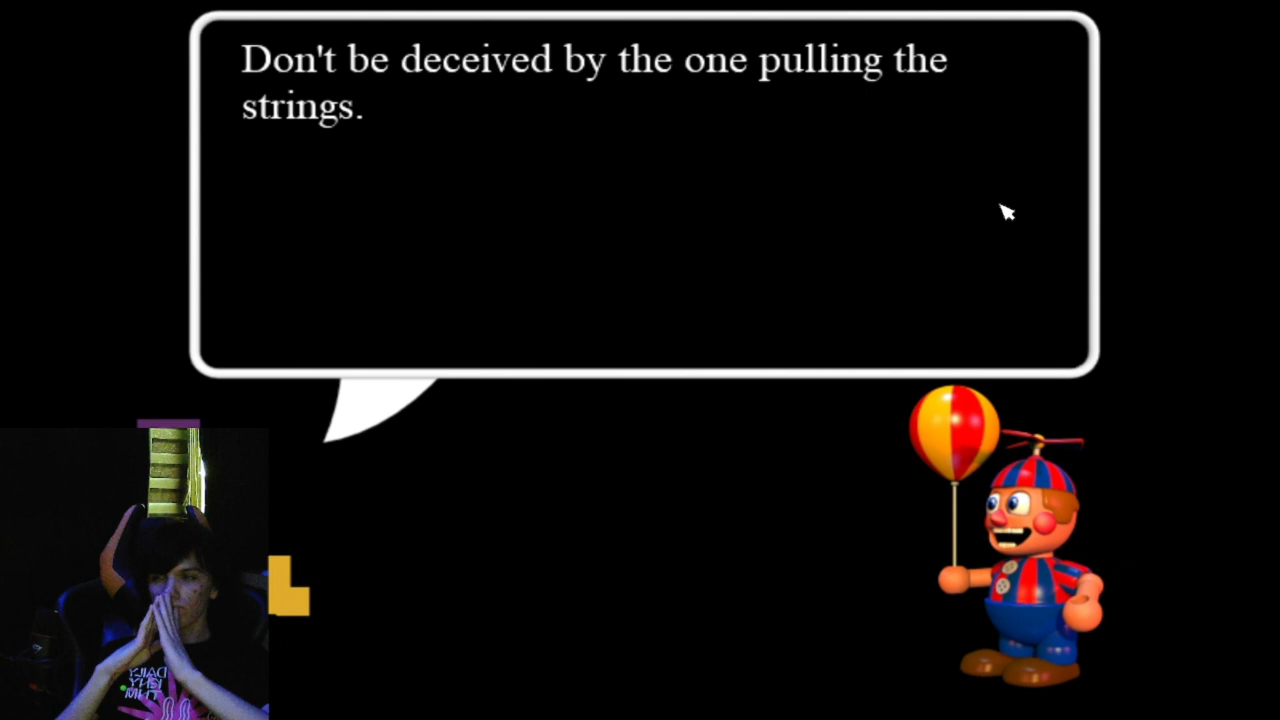 Don't be deceived by the one pulling the
strings.